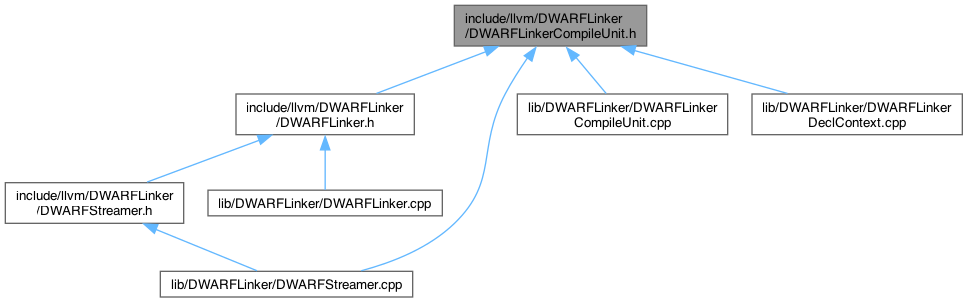 include/llvm/DWARFLinker
/DWARFLinkerCompileUnit.h
include/llvm/DWARFLinker
/DWARFLinker.h
lib/DWARFLinker/DWARFLinker
CompileUnit.cpp
lib/DWARFLinker/DWARFLinker
DeclContext.cpp
include/llvm/DWARFLinker
/DWARFStreamer.h
lib/DWARFLinker/DWARFLinker.cpp
lib/DWARFLinker/DWARFStreamer.cpp